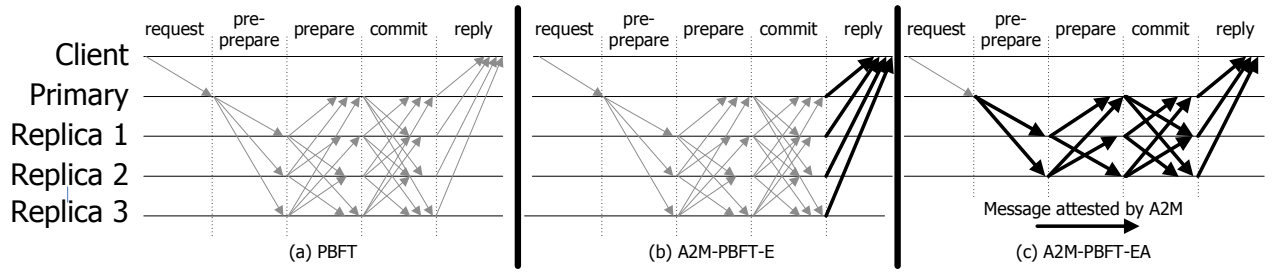 request
pre-
prepare
prepare
commit
reply
request
pre-
prepare
prepare
commit
reply
request
pre-
prepare
prepare
commit
reply
Client
Primary
Replica 1
Replica 2
Replica 3
Message attested by A2M
(a) PBFT
(b) A2M-PBFT-E
(c) A2M-PBFT-EA